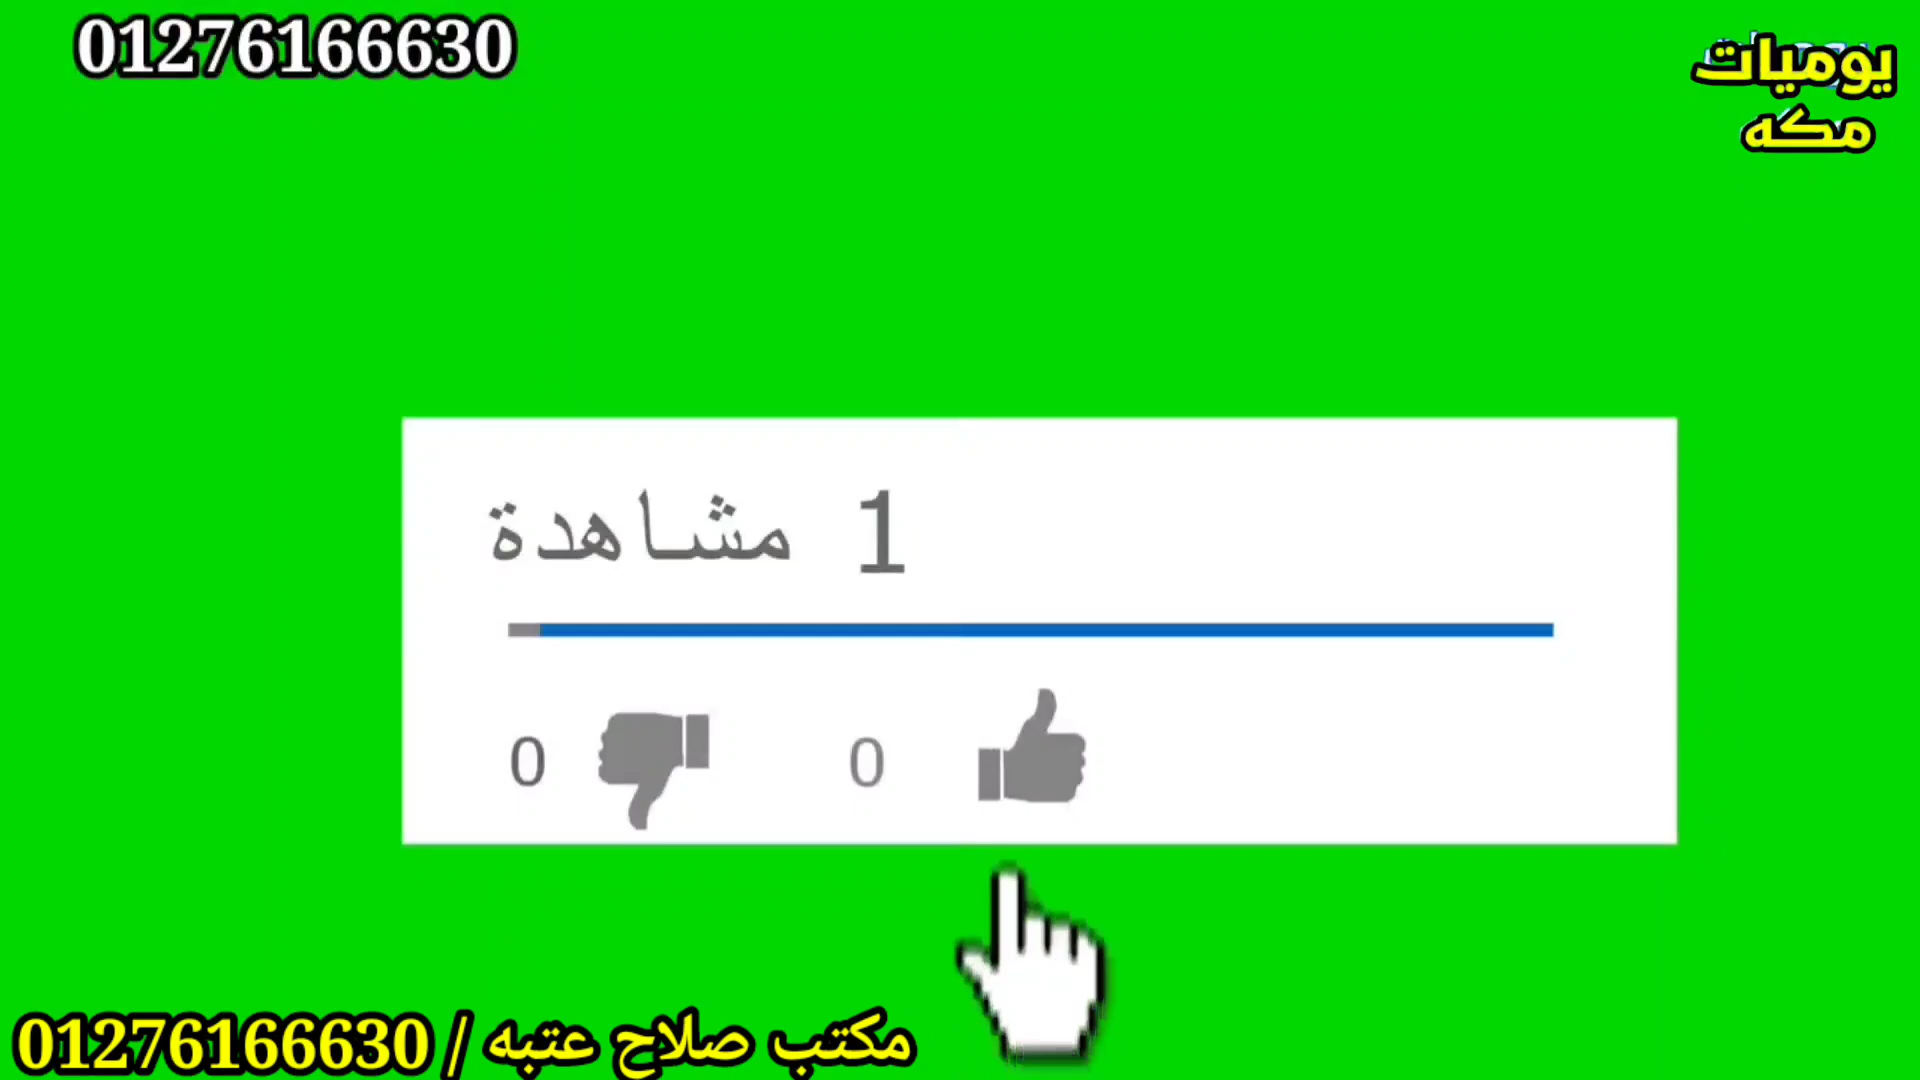 01276166630
يوميات
مكه
1 مشاهدة
0 0
مكتب صلاح عتبه / 01276166630